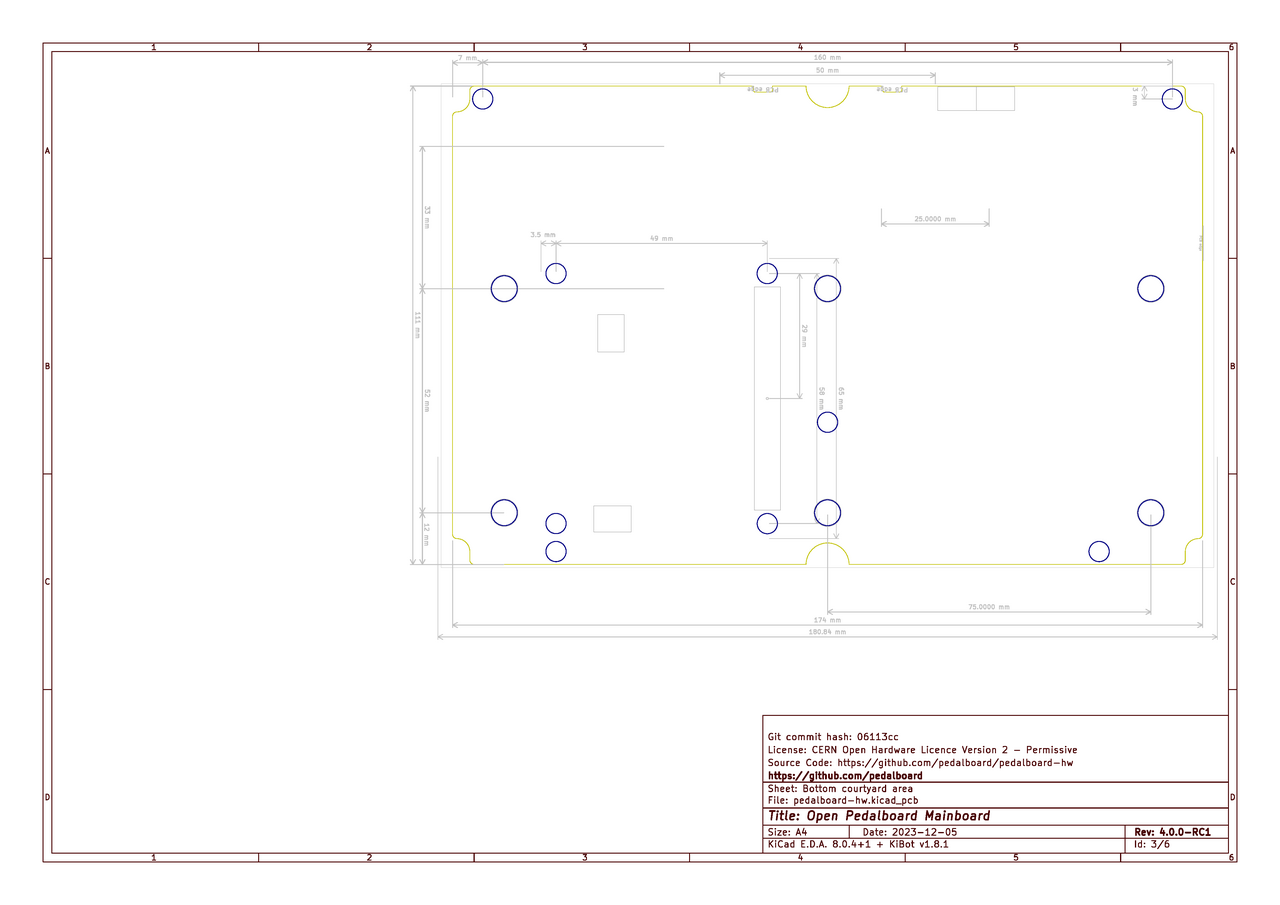 1 2 3 4 5 6
7 mm
160 mm
50 mm
PCB edge
PCB edge
3 mm
A A
33 mm
25.0000 mm
3.5 mm
49 mm
111 mm
29 mm
B B
52 mm
58 mm
65 mm
12 mm
C C
75.0000 mm
174 mm
180.84 mm
Git commit hash: 06113cc
License: CERN Open Hardware Licence Version 2 – Permissive
Source Code: https://github.com/pedalboard/pedalboard-hw
https://github.com/pedalboard
Sheet: Bottom courtyard area
D D
File: pedalboard-hw.kicad_pcb
Title: Open Pedalboard Mainboard
Size: A4 Date: 2023-12-05 Rev: 4.0.0-RC1
KiCad E.D.A. 8.0.4+1 + KiBot v1.8.1 Id: 3/6
1 2 3 4 5 6